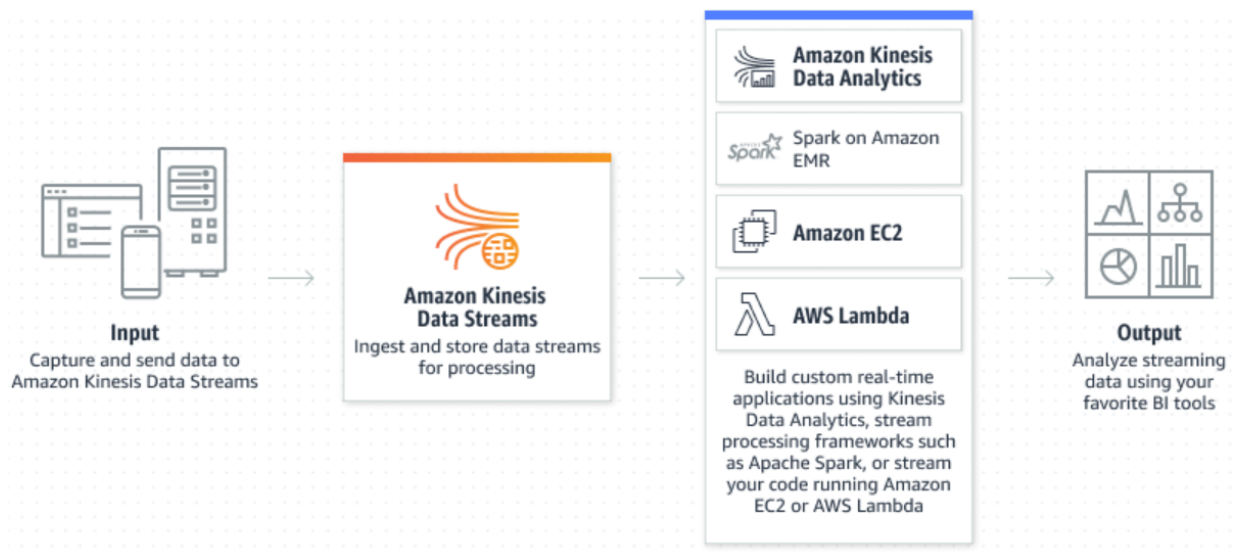 Input
Capture and send data to
Amazon Kinesis Data Streams
Amazon Kinesis
Data Streams
Ingest and store data streams
for processing
Amazon Kinesis
Data Analytics
APACHE
Spark
Spark on Amazon
EMR
Amazon EC2
AWS Lambda
Build custom real-time
applications using Kinesis
Data Analytics, stream
processing frameworks such
as Apache Spark, or stream
your code running Amazon
EC2 or AWS Lambda
Output
Analyze streaming
data using your
favorite BI tools